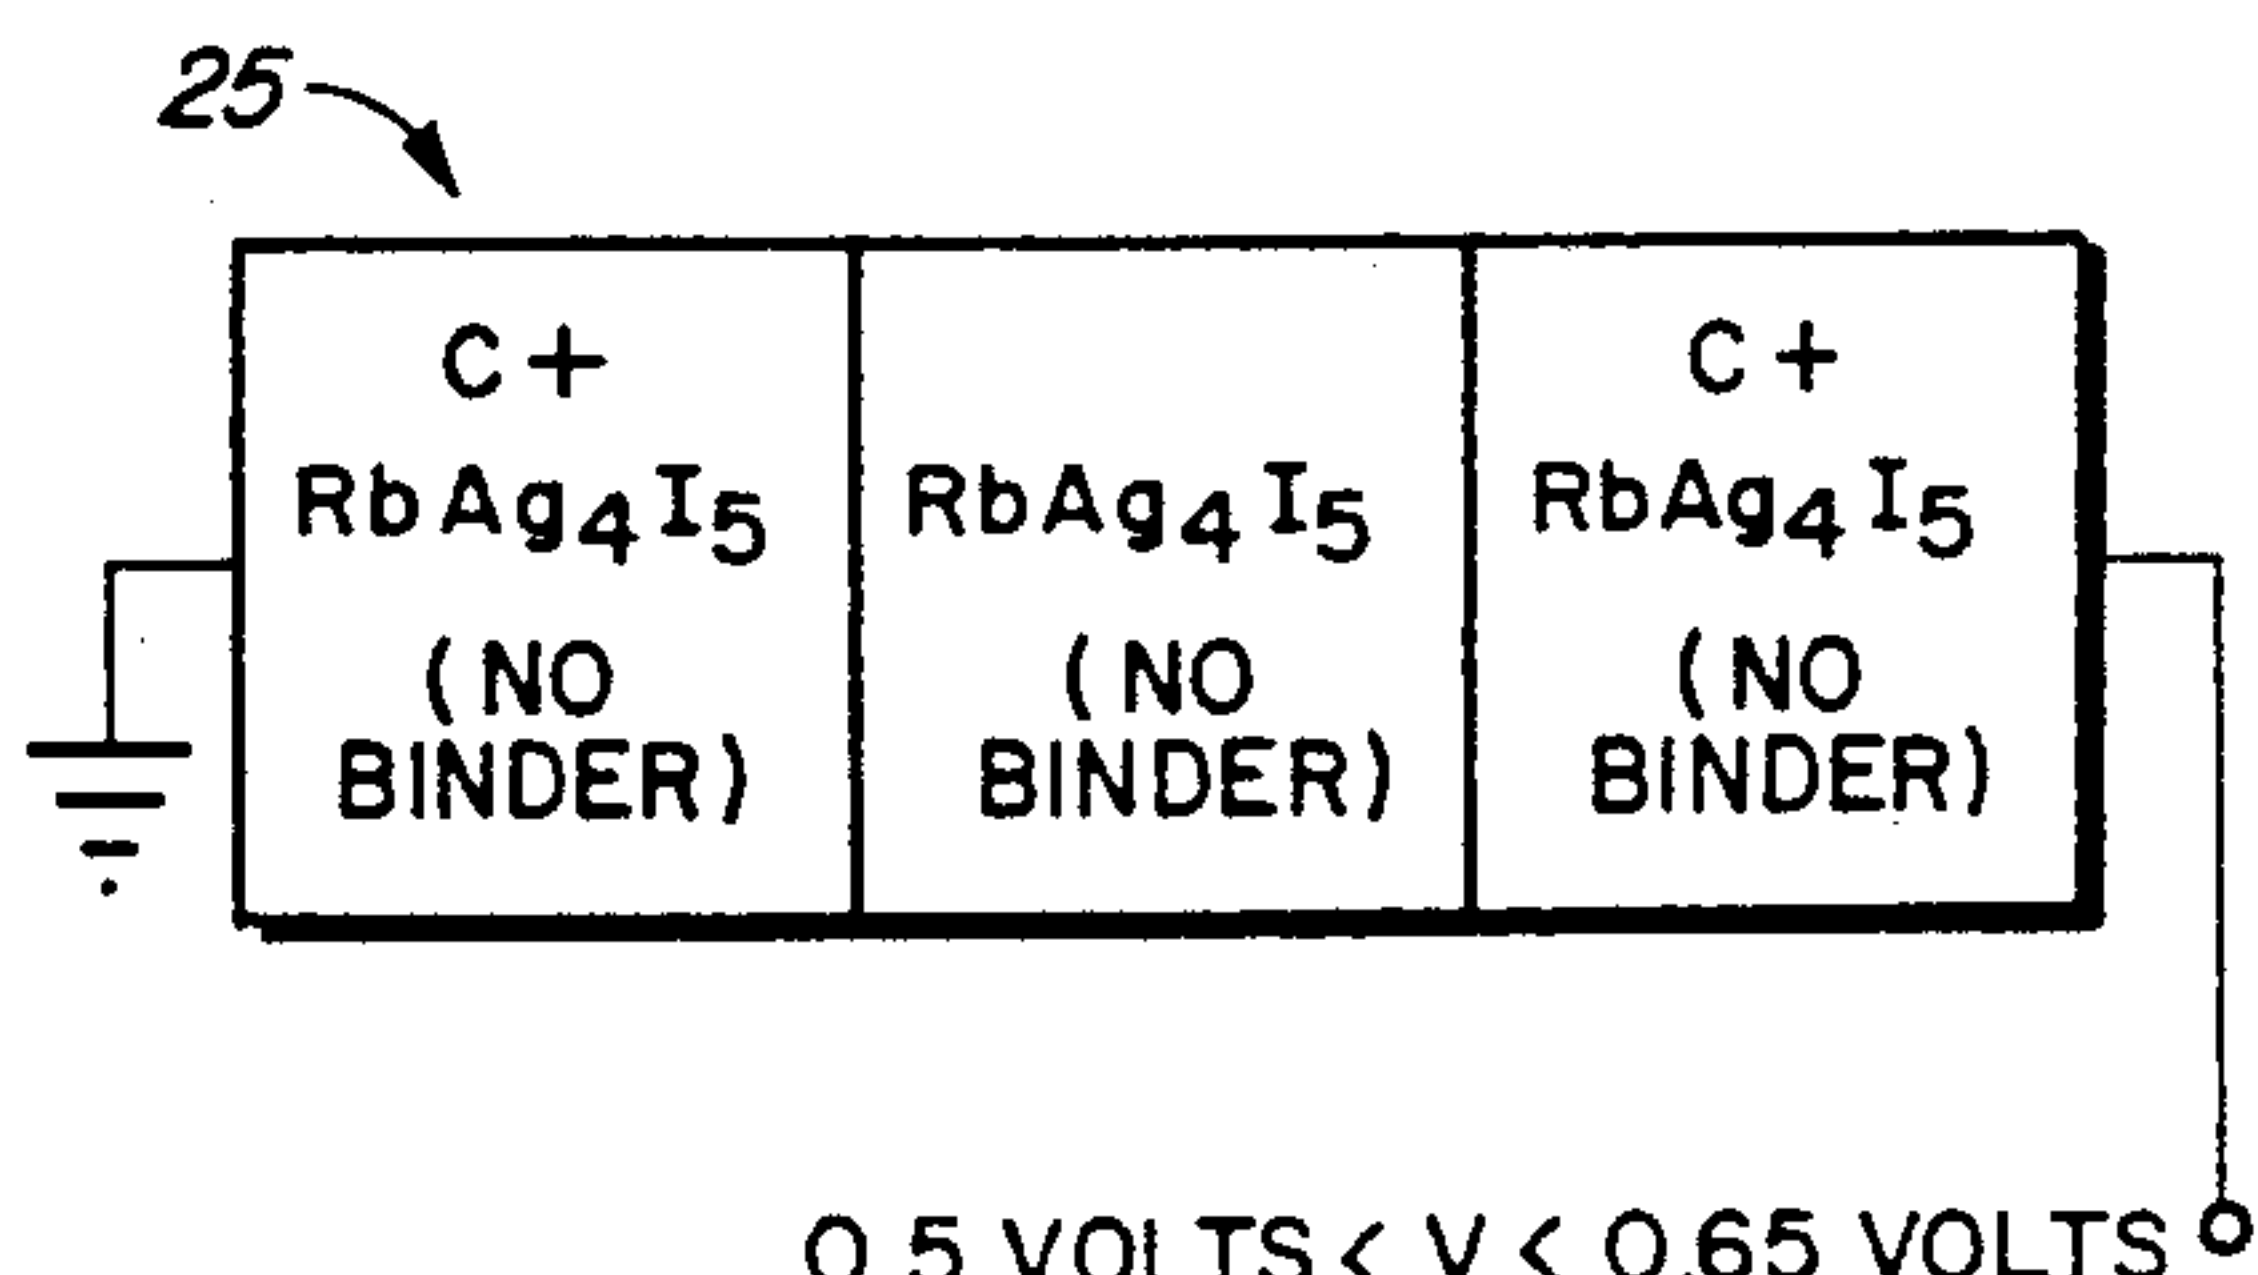 25
C+
RbAg₄I₅
(NO
BINDER)
RbAg₄I₅
(NO
BINDER)
C+
RbAg₄I₅
(NO
BINDER)
0.5 VOLTS < V < 0.65 VOLTS